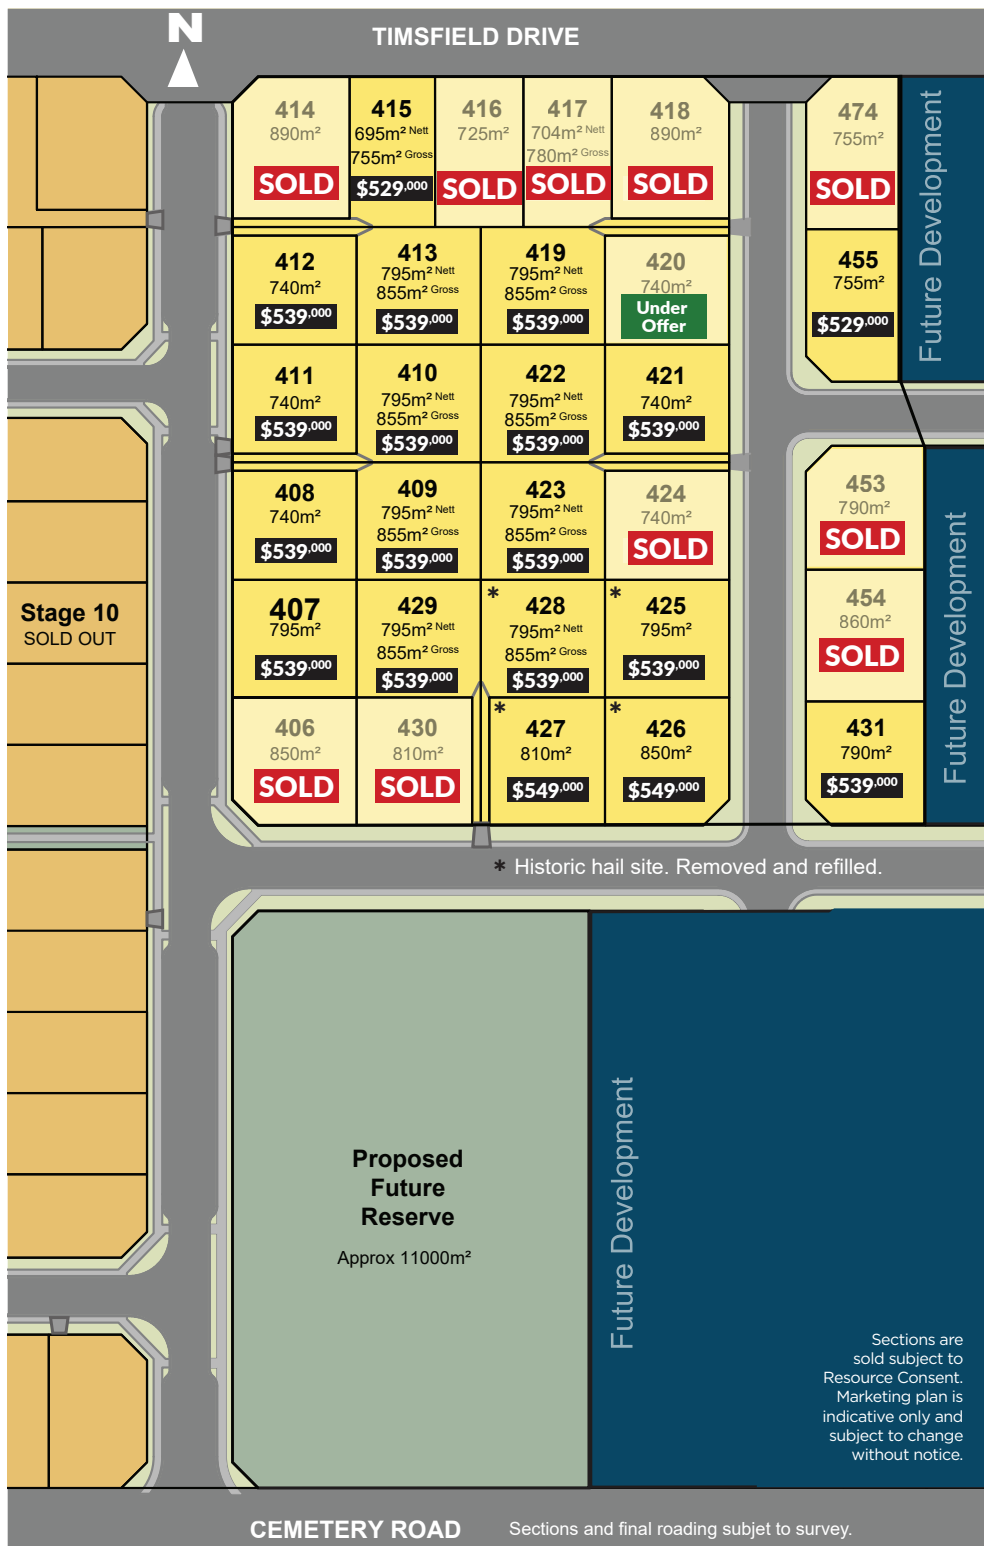 N
TIMSFIELD DRIVE
414
890m²
SOLD
415
695m² Nett
755m² Gross
$529,000
416
725m²
SOLD
417
704m² Nett
780m² Gross
SOLD
418
890m²
SOLD
474
755m²
SOLD
Future Development
412
740m²
$539,000
413
795m² Nett
855m² Gross
$539,000
419
795m² Nett
855m² Gross
$539,000
420
740m²
Under
Offer
455
755m²
$529,000
411
740m²
$539,000
410
795m² Nett
855m² Gross
$539,000
422
795m² Nett
855m² Gross
$539,000
421
740m²
$539,000
408
740m²
$539,000
409
795m² Nett
855m² Gross
$539,000
423
795m² Nett
855m² Gross
$539,000
424
740m²
SOLD
453
790m²
SOLD
Future Development
Stage 10
SOLD OUT
407
795m²
$539,000
429
795m² Nett
855m² Gross
$539,000
*
428
795m² Nett
855m² Gross
$539,000
*
425
795m²
$539,000
454
860m²
SOLD
406
850m²
SOLD
430
810m²
SOLD
*
427
810m²
$549,000
*
426
850m²
$549,000
431
790m²
$539,000
* Historic hail site. Removed and refilled.
Proposed
Future
Reserve
Approx 11000m²
Future Development
Sections are
sold subject to
Resource Consent.
Marketing plan is
indicative only and
subject to change
without notice.
CEMETERY ROAD
Sections and final roading subjet to survey.